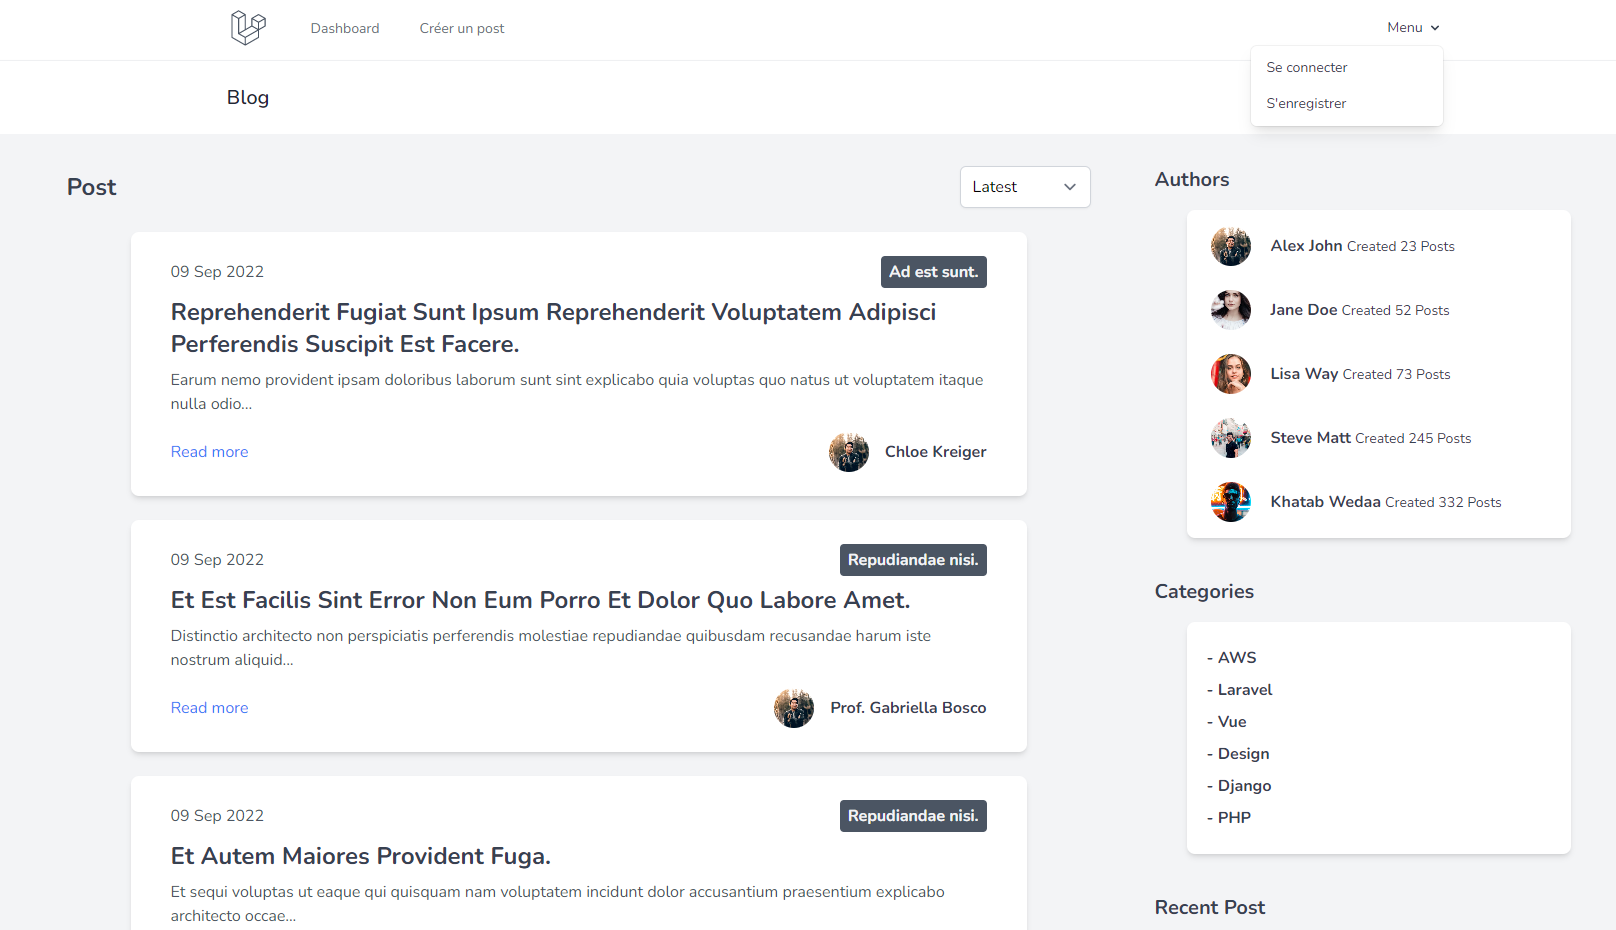 Dashboard
Créer un post
Menu
Se connecter
S'enregistrer
Blog
Post
Latest
09 Sep 2022
Ad est sunt.
Reprehenderit Fugiat Sunt Ipsum Reprehenderit Voluptatem Adipisci
Perferendis Suscipit Est Facere.
Earum nemo provident ipsam doloribus laborum sunt sint explicabo quia voluptas quo natus ut voluptatem itaque
nulla odio...
Read more
Chloe Kreiger
09 Sep 2022
Repudiandae nisi.
Et Est Facilis Sint Error Non Eum Porro Et Dolor Quo Labore Amet.
Distinctio architecto non perspiciatis perferendis molestiae repudiandae quibusdam recusandae harum iste
nostrum aliquid...
Read more
Prof. Gabriella Bosco
09 Sep 2022
Repudiandae nisi.
Et Autem Maiores Provident Fuga.
Et sequi voluptas ut eaque qui quisquam nam voluptatem incidunt dolor accusantium praesentium explicabo
architecto occae...
Authors
Alex John Created 23 Posts
Jane Doe Created 52 Posts
Lisa Way Created 73 Posts
Steve Matt Created 245 Posts
Khatab Wedaa Created 332 Posts
Categories
- AWS
- Laravel
- Vue
- Design
- Django
- PHP
Recent Post